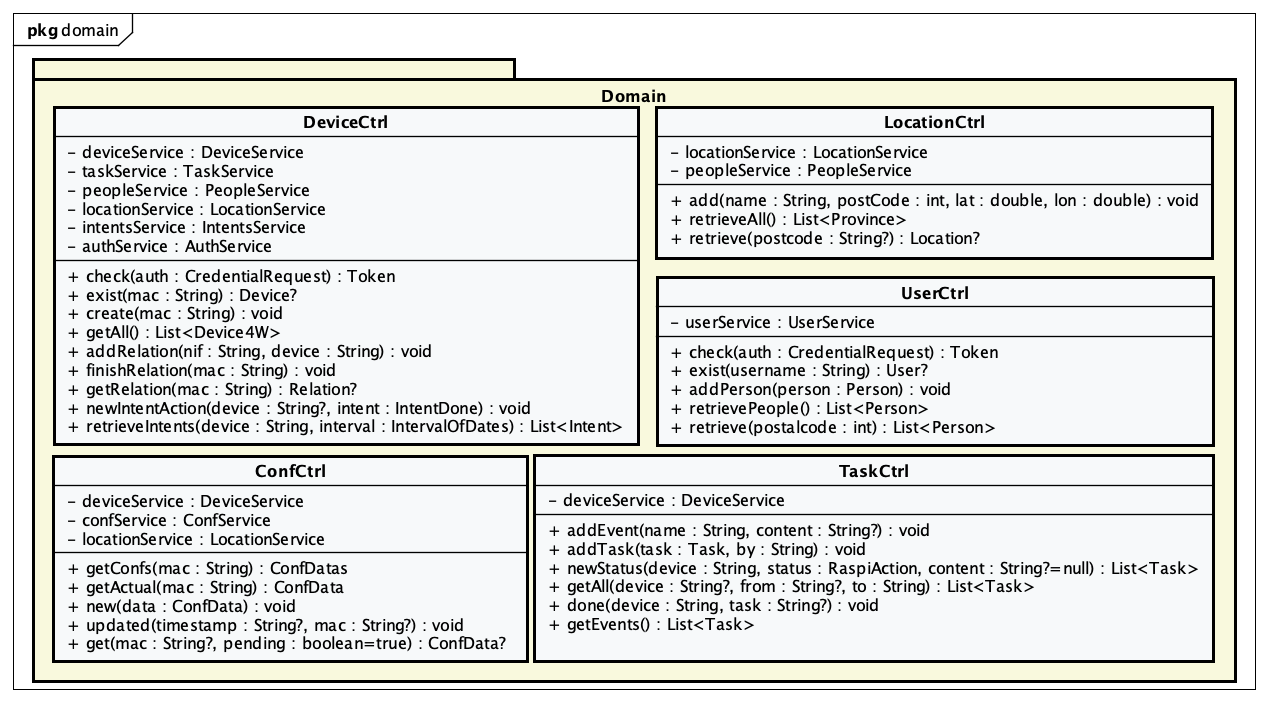 pkg domain
Domain
DeviceCtrl
- deviceService : DeviceService
- taskService : TaskService
- peopleService : PeopleService
- locationService : LocationService
- intentsService : IntentsService
- authService : AuthService
+ check(auth : CredentialRequest) : Token
+ exist(mac : String) : Device?
+ create(mac : String) : void
+ getAll() : List<Device4W>
+ addRelation(nif : String, device : String) : void
+ finishRelation(mac : String) : void
+ getRelation(mac : String) : Relation?
+ newIntentAction(device : String?, intent : IntentDone) : void
+ retrieveIntents(device : String, interval : IntervalOfDates) : List<Intent>
LocationCtrl
- locationService : LocationService
- peopleService : PeopleService
+ add(name : String, postCode : int, lat : double, lon : double) : void
+ retrieveAll() : List<Province>
+ retrieve(postcode : String?) : Location?
UserCtrl
- userService : UserService
+ check(auth : CredentialRequest) : Token
+ exist(username : String) : User?
+ addPerson(person : Person) : void
+ retrievePeople() : List<Person>
+ retrieve(postalcode : int) : List<Person>
ConfCtrl
- deviceService : DeviceService
- confService : ConfService
- locationService : LocationService
+ getConfs(mac : String) : ConfDatas
+ getActual(mac : String) : ConfData
+ new(data : ConfData) : void
+ updated(timestamp : String?, mac : String?) : void
+ get(mac : String?, pending : boolean=true) : ConfData?
TaskCtrl
- deviceService : DeviceService
+ addEvent(name : String, content : String?) : void
+ addTask(task : Task, by : String) : void
+ newStatus(device : String, status : RaspiAction, content : String?=null) : List<Task>
+ getAll(device : String?, from : String?, to : String) : List<Task>
+ done(device : String, task : String?) : void
+ getEvents() : List<Task>